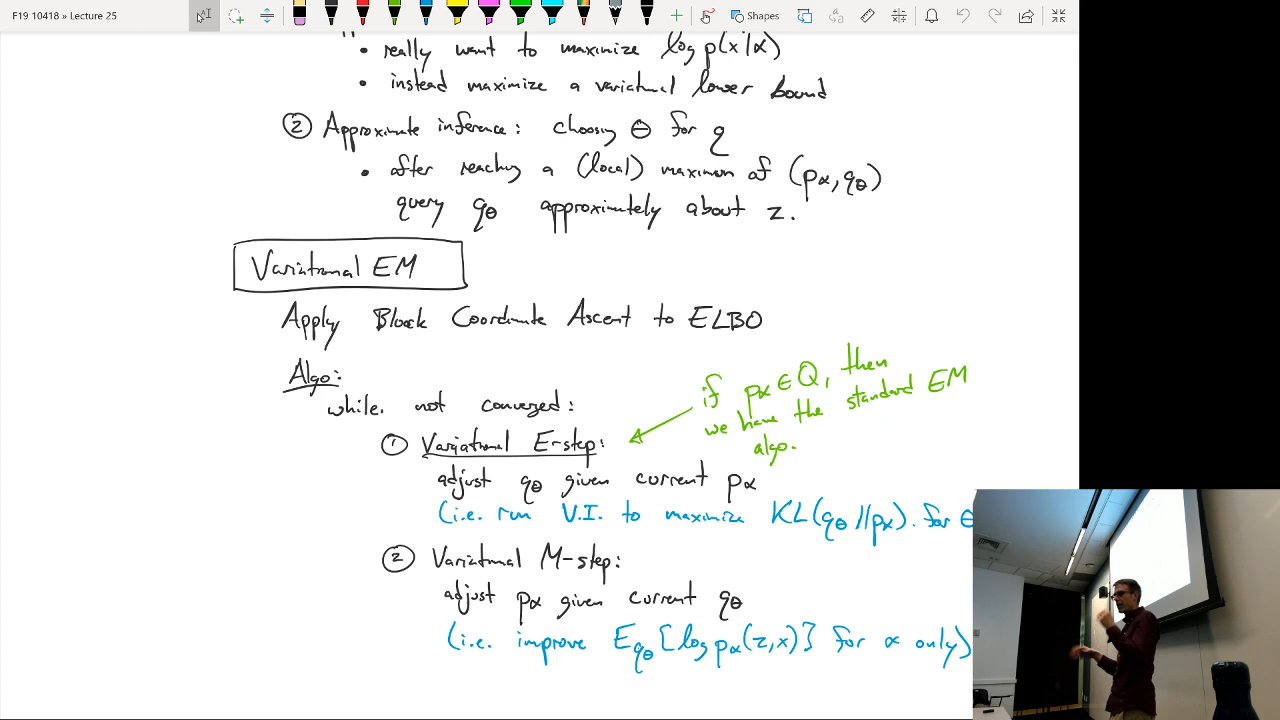 F19 10418 » Lecture 25
Shapes
• really want to maximize log p(x|α)
• instead maximize a variational lower bound
② Approximate inference: choosing θ for q
• after reaching a (local) maximum of (pα, qθ)
query qθ approximately about z.
Variational EM
Apply Block Coordinate Ascent to ELBO
Algo:
while not converged:
if pα ∈ Q, then
we have the standard EM
algo.
① Variational E-step:
adjust qθ given current pα
(i.e. run V.I. to maximize KL(qθ || pα). for θ
② Variational M-step:
adjust pα given current qθ
(i.e. improve Eqθ[log pα(z,x)] for α only)